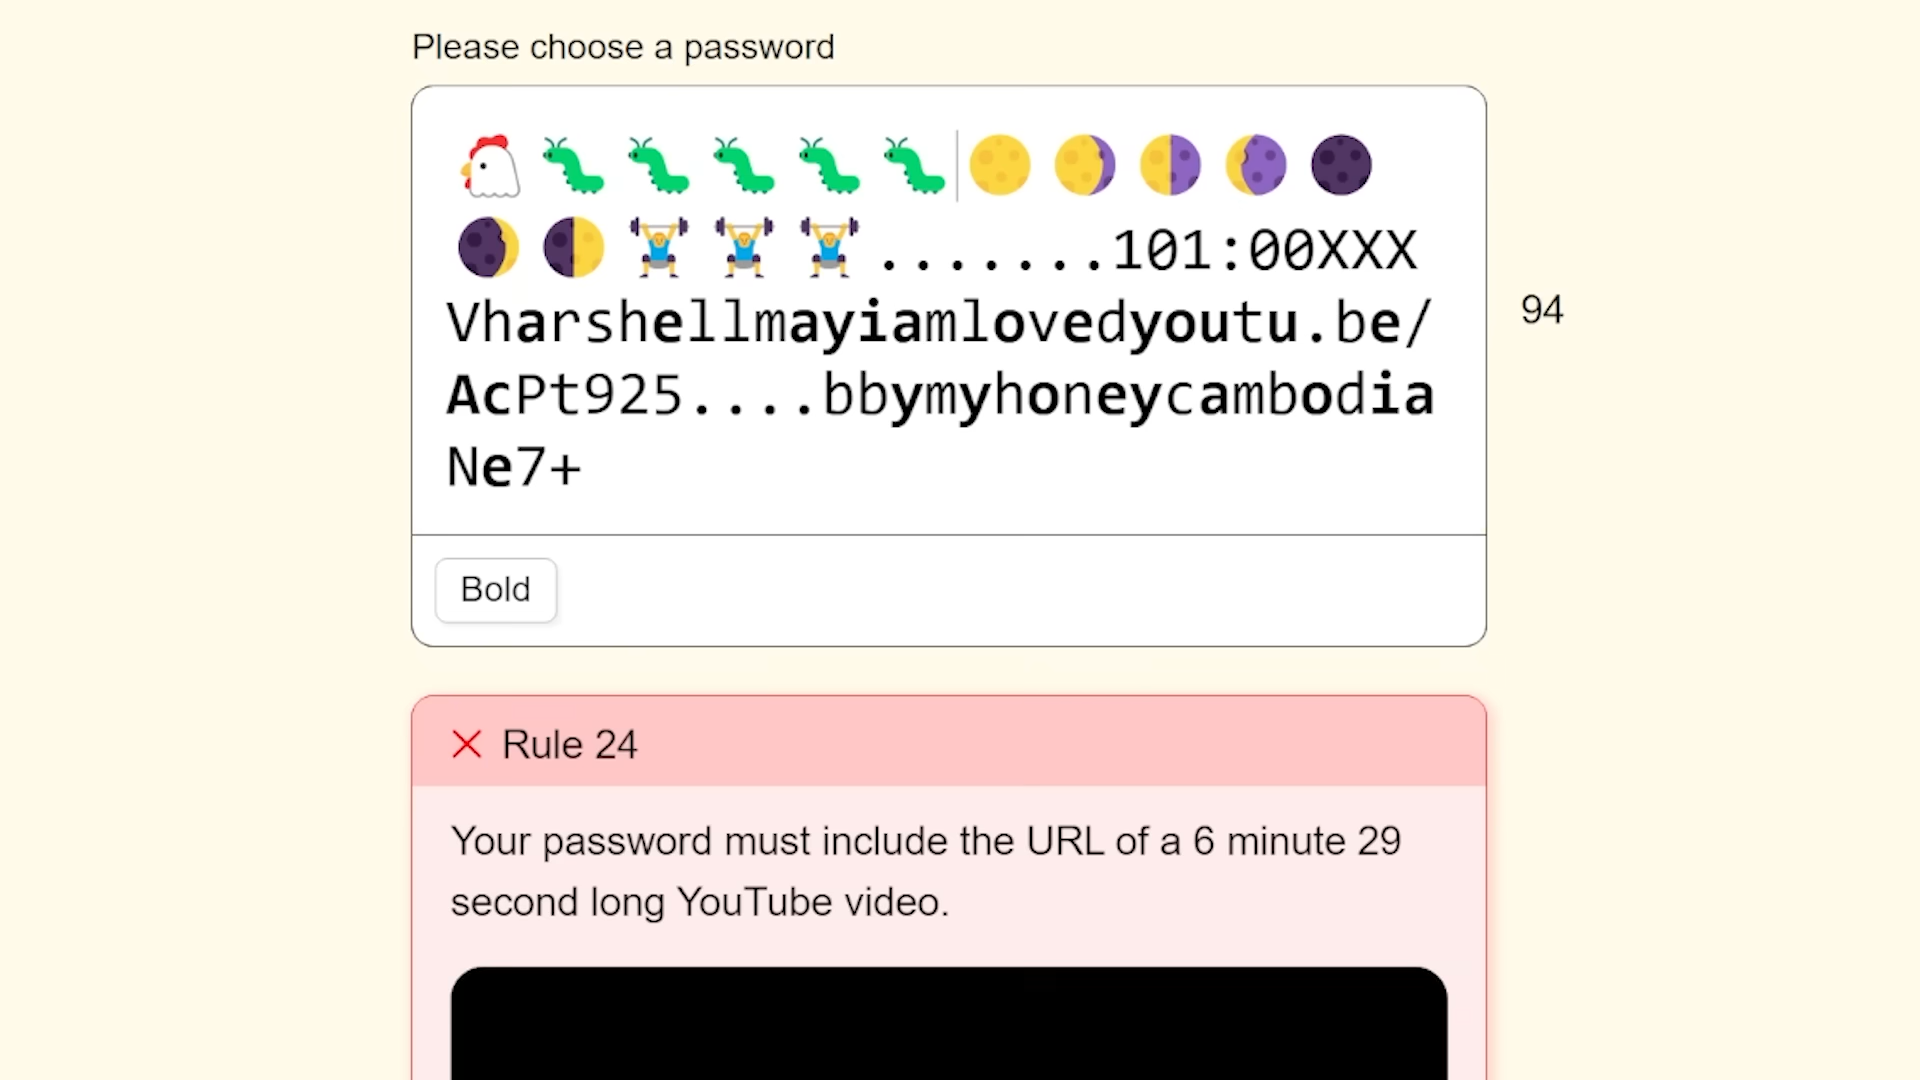 Please choose a password
🐔🐛🐛🐛🐛🐛🌕🌖🌗🌘🌑
🌒🌓🏋️🏋️🏋️.......101:00XXX
Vharshellmayiamlovedyoutu.be/
AcPt925....bbymyhoneycambodia
Ne7+
94
Bold
Rule 24
Your password must include the URL of a 6 minute 29
second long YouTube video.